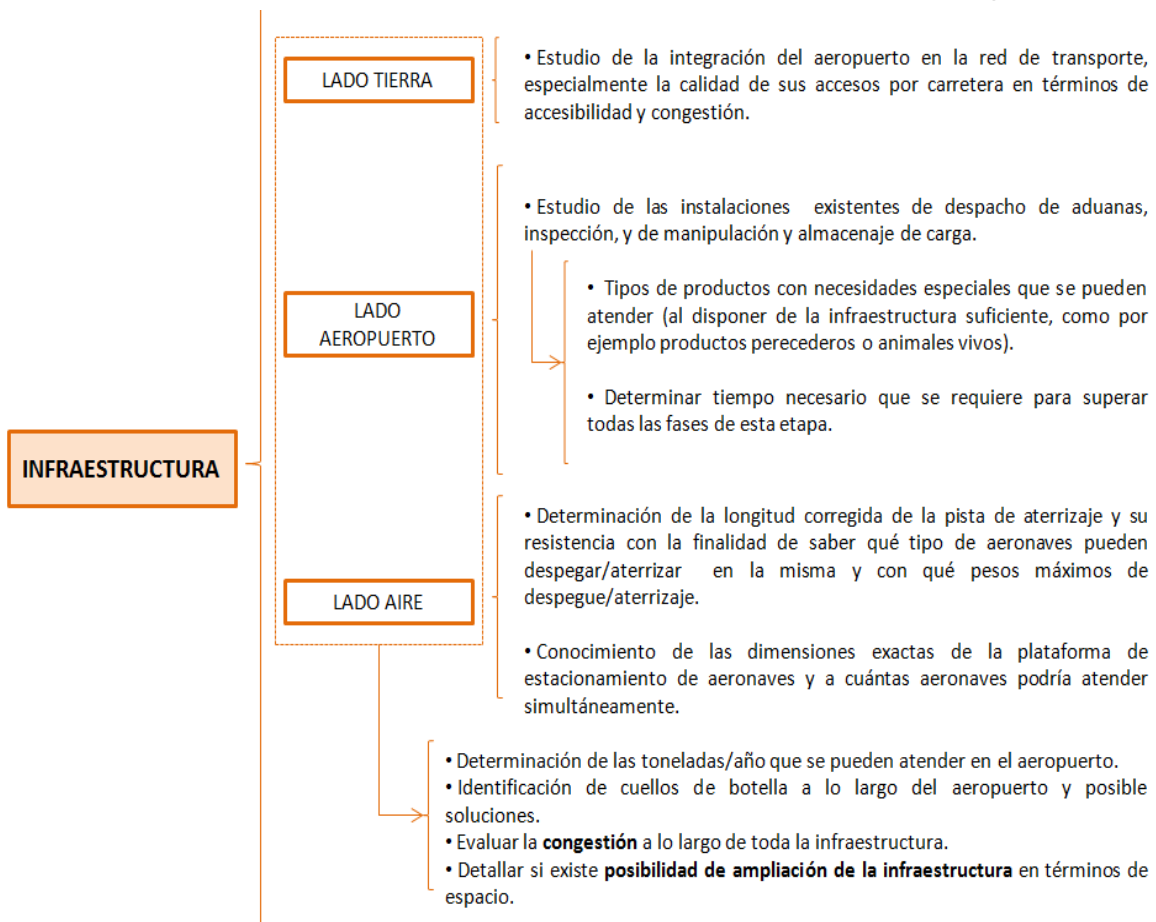 LADO TIERRA
• Estudio de la integración del aeropuerto en la red de transporte,
especialmente la calidad de sus accesos por carretera en términos de
accesibilidad y congestión.
• Estudio de las instalaciones existentes de despacho de aduanas,
inspección, y de manipulación y almacenaje de carga.
LADO
AEROPUERTO
• Tipos de productos con necesidades especiales que se pueden
atender (al disponer de la infraestructura suficiente, como por
ejemplo productos perecederos o animales vivos).
• Determinar tiempo necesario que se requiere para superar
todas las fases de esta etapa.
INFRAESTRUCTURA
LADO AIRE
• Determinación de la longitud corregida de la pista de aterrizaje y su
resistencia con la finalidad de saber qué tipo de aeronaves pueden
despegar/aterrizar en la misma y con qué pesos máximos de
despegue/aterrizaje.
• Conocimiento de las dimensiones exactas de la plataforma de
estacionamiento de aeronaves y a cuántas aeronaves podría atender
simultáneamente.
• Determinación de las toneladas/año que se pueden atender en el aeropuerto.
• Identificación de cuellos de botella a lo largo del aeropuerto y posible
soluciones.
• Evaluar la congestión a lo largo de toda la infraestructura.
• Detallar si existe posibilidad de ampliación de la infraestructura en términos de
espacio.